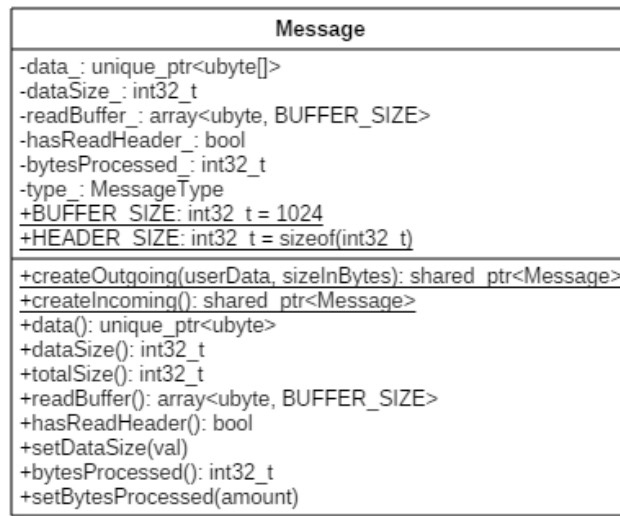 Message
-data_: unique_ptr<ubyte[]>
-dataSize_: int32_t
-readBuffer_: array<ubyte, BUFFER_SIZE>
-hasReadHeader_: bool
-bytesProcessed_: int32_t
-type_: MessageType
+BUFFER_SIZE: int32_t = 1024
+HEADER_SIZE: int32_t = sizeof(int32_t)
+createOutgoing(userData, sizeInBytes): shared_ptr<Message>
+createIncoming(): shared_ptr<Message>
+data(): unique_ptr<ubyte>
+dataSize(): int32_t
+totalSize(): int32_t
+readBuffer(): array<ubyte, BUFFER_SIZE>
+hasReadHeader(): bool
+setDataSize(val)
+bytesProcessed(): int32_t
+setBytesProcessed(amount)